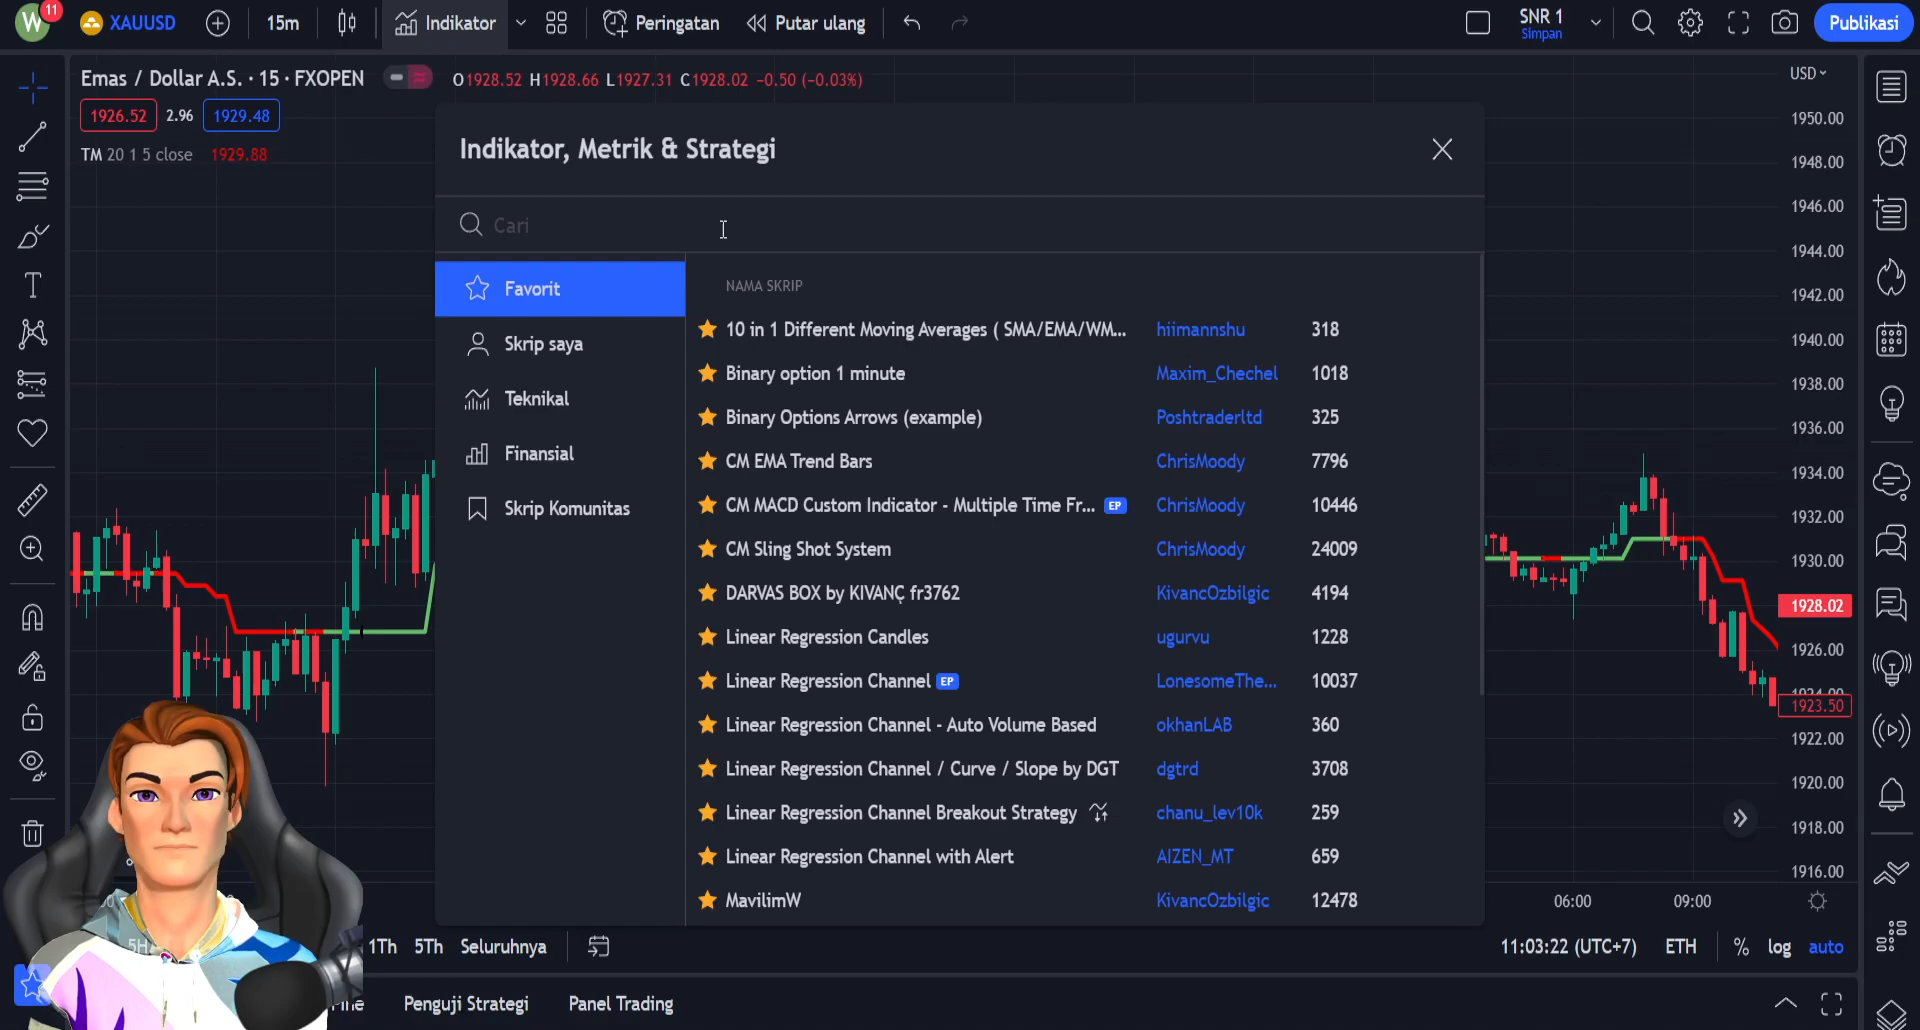 W 11 XAUUSD 15m Indikator Peringatan Putar ulang SNR 1 Simpan Publikasi
Emas / Dollar A.S. · 15 · FXOPEN O1928.52 H1928.66 L1927.31 C1928.02 −0.50 (−0.03%) USD
1926.52 2.96 1929.48
TM 20 1 5 close 1929.88
Indikator, Metrik & Strategi
Cari
Favorit
Skrip saya
Teknikal
Finansial
Skrip Komunitas
NAMA SKRIP
10 in 1 Different Moving Averages ( SMA/EMA/WM... hiimannshu 318
Binary option 1 minute Maxim_Chechel 1018
Binary Options Arrows (example) Poshtraderltd 325
CM EMA Trend Bars ChrisMoody 7796
CM MACD Custom Indicator - Multiple Time Fr... EP ChrisMoody 10446
CM Sling Shot System ChrisMoody 24009
DARVAS BOX by KIVANÇ fr3762 KivancOzbilgic 4194
Linear Regression Candles ugurvu 1228
Linear Regression Channel EP LonesomeThe... 10037
Linear Regression Channel - Auto Volume Based okhanLAB 360
Linear Regression Channel / Curve / Slope by DGT dgtrd 3708
Linear Regression Channel Breakout Strategy chanu_lev10k 259
Linear Regression Channel with Alert AIZEN_MT 659
MavilimW KivancOzbilgic 12478
1950.00
1948.00
1946.00
1944.00
1942.00
1940.00
1938.00
1936.00
1934.00
1932.00
1930.00
1928.02
1926.00
1924.00
1923.50
1922.00
1920.00
1918.00
1916.00
06:00 09:00
5H 1Th 5Th Seluruhnya 11:03:22 (UTC+7) ETH % log auto
Penguji Strategi Panel Trading